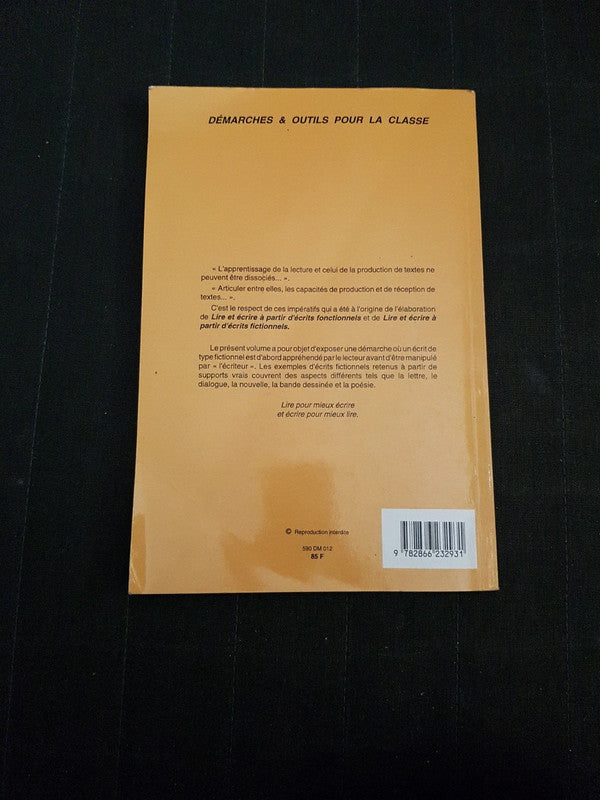 DÉMARCHES & OUTILS POUR LA CLASSE
« L'apprentissage de la lecture et celui de la production de textes ne
peuvent être dissociés... ».
« Articuler entre elles, les capacités de production et de réception de
textes... ».
C'est le respect de ces impératifs qui a été à l'origine de l'élaboration
de Lire et écrire à partir d'écrits fonctionnels et de Lire et écrire à
partir d'écrits fictionnels.
Le présent volume a pour objet d'exposer une démarche où un écrit de
type fictionnel est d'abord appréhendé par le lecteur avant d'être manipulé
par « l'écriteur ». Les exemples d'écrits fictionnels retenus à partir de
supports vrais couvrent des aspects différents tels que la lettre, le
dialogue, la nouvelle, la bande dessinée et la poésie.
Lire pour mieux écrire
et écrire pour mieux lire.
© Reproduction interdite
590 DM 012
85 F
9 782866 232931